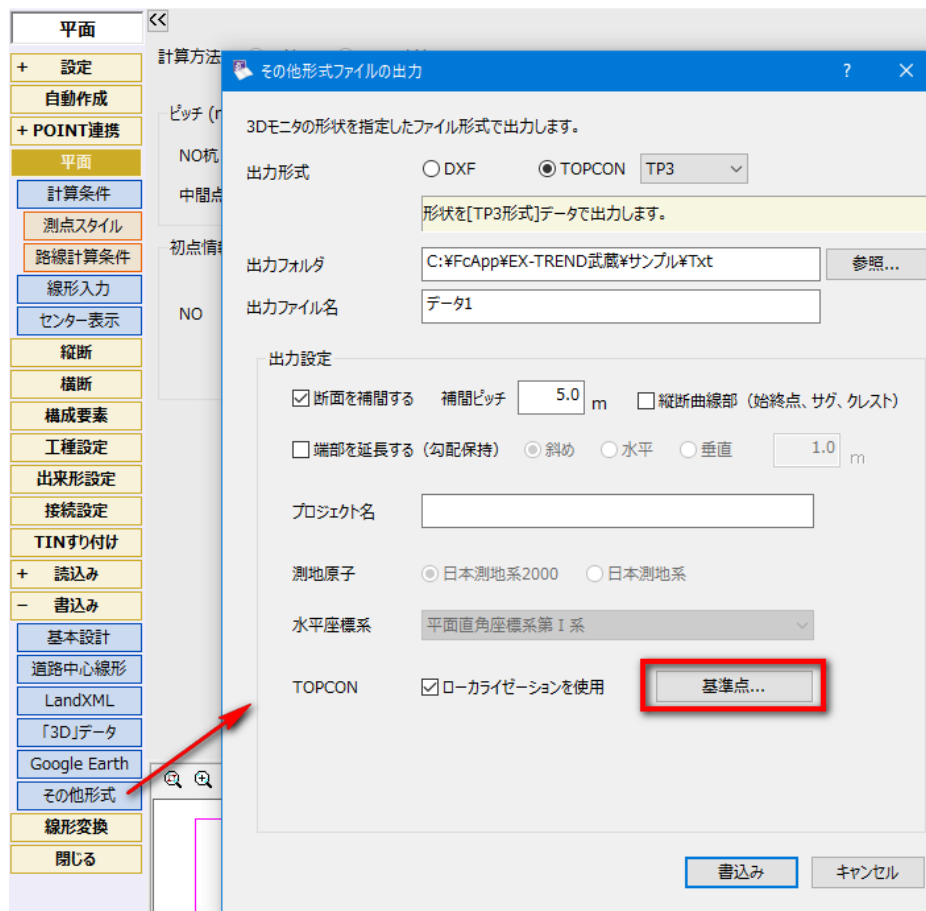 平面
+ 設定
自動作成
+ POINT連携
平面
計算条件
測点スタイル
路線計算条件
線形入力
センター表示
縦断
横断
構成要素
工種設定
出来形設定
接続設定
TINすり付け
+ 読込み
− 書込み
基本設計
道路中心線形
LandXML
「3D」データ
Google Earth
その他形式
線形変換
閉じる
計算方法
ピッチ (m
NO杭
中間点
初点情報
NO
その他形式ファイルの出力
3Dモニタの形状を指定したファイル形式で出力します。
出力形式 DXF TOPCON TP3
形状を[TP3形式]データで出力します。
出力フォルダ C:¥FcApp¥EX-TREND武蔵¥サンプル¥Txt 参照...
出力ファイル名 データ1
出力設定
断面を補間する 補間ピッチ 5.0 m 縦断曲線部（始終点、サグ、クレスト）
端部を延長する（勾配保持） 斜め 水平 垂直 1.0 m
プロジェクト名
測地原子 日本測地系2000 日本測地系
水平座標系 平面直角座標系第Ⅰ系
TOPCON ローカライゼーションを使用 基準点...
書込み キャンセル